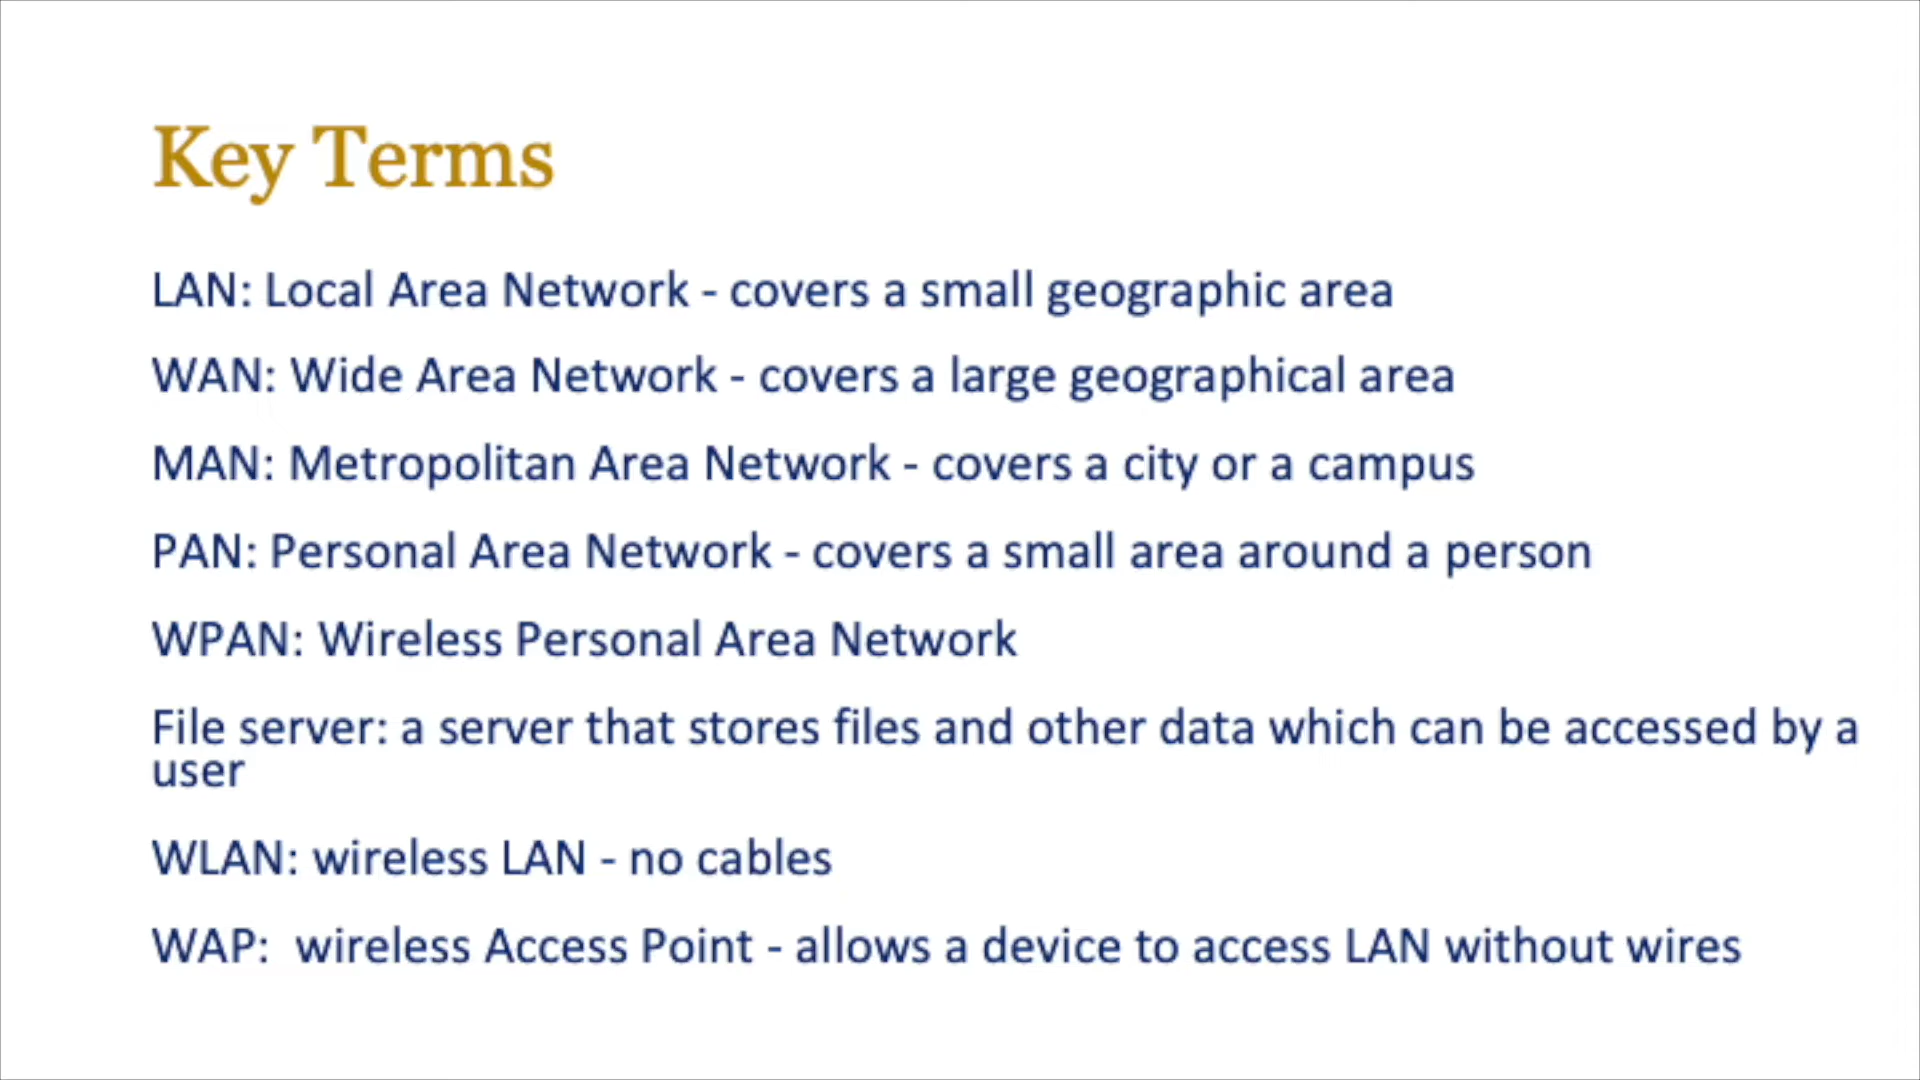 Key Terms
LAN: Local Area Network - covers a small geographic area
WAN: Wide Area Network - covers a large geographical area
MAN: Metropolitan Area Network - covers a city or a campus
PAN: Personal Area Network - covers a small area around a person
WPAN: Wireless Personal Area Network
File server: a server that stores files and other data which can be accessed by a
user
WLAN: wireless LAN - no cables
WAP:  wireless Access Point - allows a device to access LAN without wires